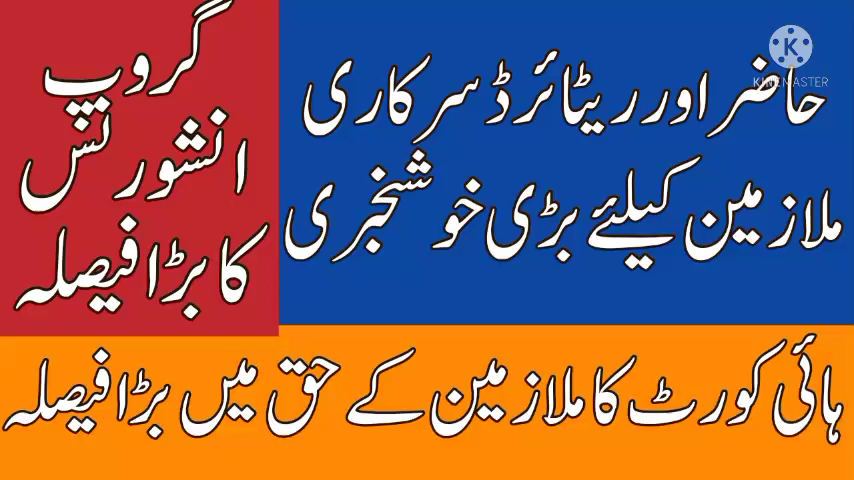 حاضر اور ریٹائرڈ سرکاری
ملازمین کیلئے بڑی خوشخبری
گروپ
انشورنس
کا بڑا فیصلہ
ہائی کورٹ کا ملازمین کے حق میں بڑا فیصلہ
KINEMASTER